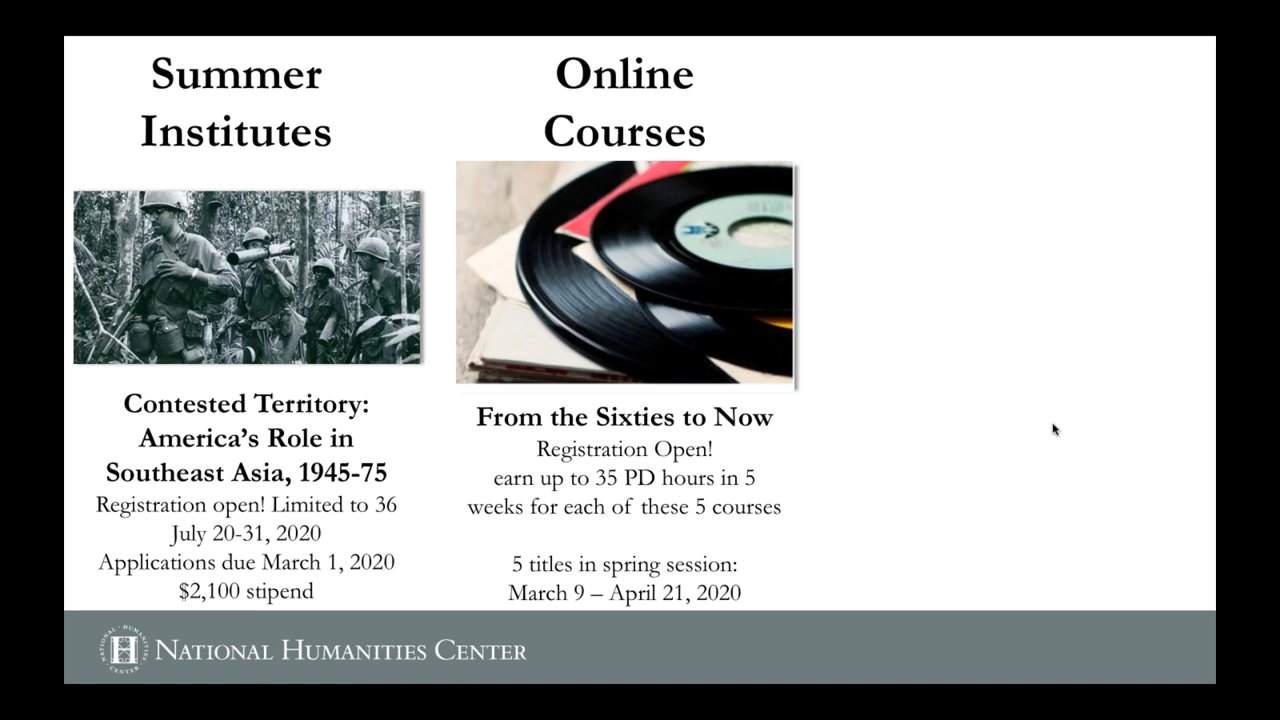 Summer
Institutes
Contested Territory:
America's Role in
Southeast Asia, 1945-75
Registration open! Limited to 36
July 20-31, 2020
Applications due March 1, 2020
$2,100 stipend
Online
Courses
From the Sixties to Now
Registration Open!
earn up to 35 PD hours in 5
weeks for each of these 5 courses
5 titles in spring session:
March 9 – April 21, 2020
NATIONAL HUMANITIES CENTER
NATIONAL · HUMANITIES · CENTER
H